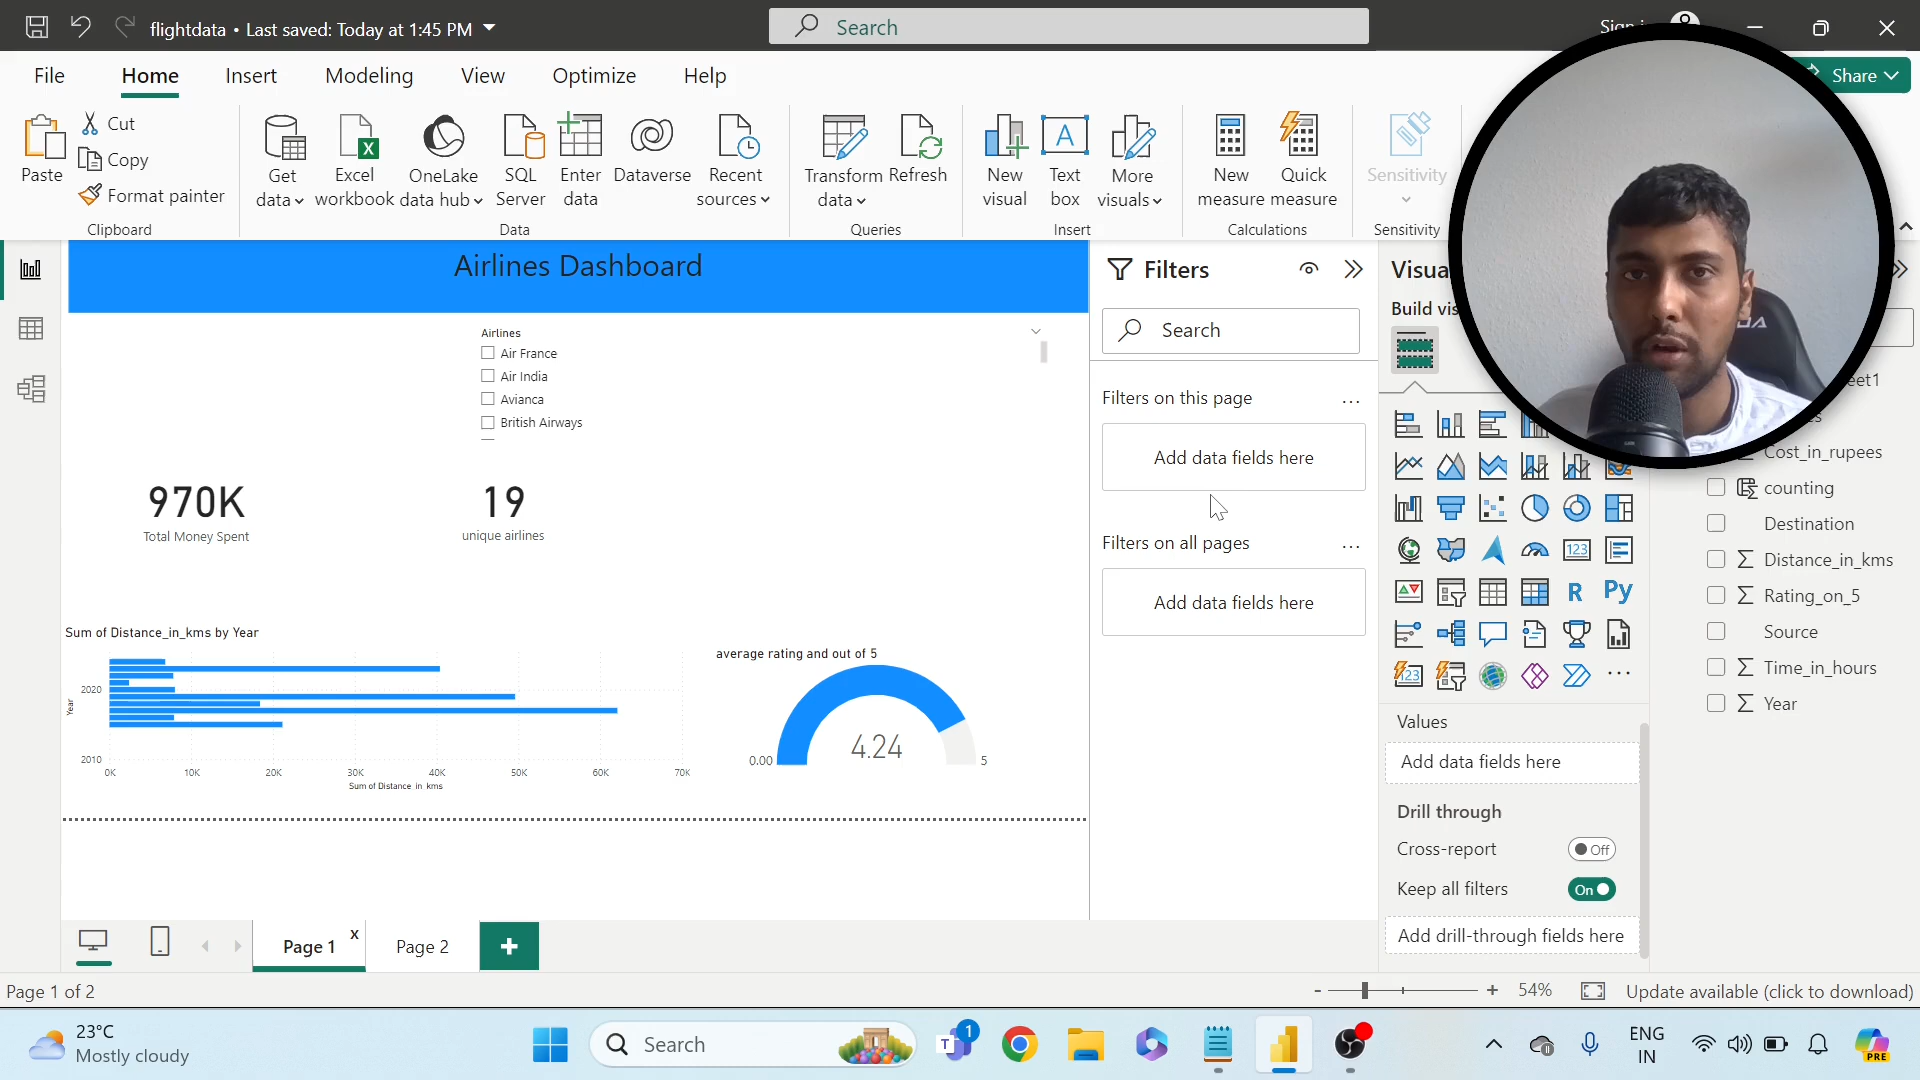 flightdata • Last saved: Today at 1:45 PM
Search
Share
File
Home
Insert
Modeling
View
Optimize
Help
Paste
Cut
Copy
Format painter
Clipboard
Get data
Excel workbook
OneLake data hub
SQL Server
Enter data
Dataverse
Recent sources
Data
Transform data
Refresh
Queries
New visual
Text box
More visuals
Insert
New measure
Quick measure
Calculations
Sensitivity
Sensitivity
Airlines Dashboard
Airlines
Air France
Air India
Avianca
British Airways
970K
Total Money Spent
19
unique airlines
Sum of Distance_in_kms by Year
Year
2020
2010
0K
10K
20K
30K
40K
50K
60K
70K
Sum of Distance_in_kms
average rating and out of 5
4.24
0.00
5
Filters
Search
Filters on this page
...
Add data fields here
Filters on all pages
...
Add data fields here
123
R
Py
123
Values
Add data fields here
Drill through
Cross-report
Off
Keep all filters
On
Add drill-through fields here
Cost_in_rupees
counting
Destination
Distance_in_kms
Rating_on_5
Source
Time_in_hours
Year
Page 1
x
Page 2
+
Page 1 of 2
- + 54%
Update available (click to download)
23°C
Mostly cloudy
Search
T
1
ENG
IN
PRE